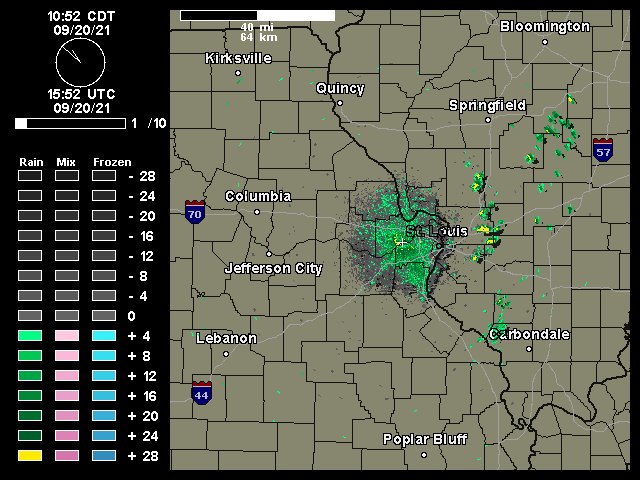 10:52 CDT
09/20/21
15:52 UTC
09/20/21
1 /10
Rain Mix Frozen
- 28
- 24
- 20
- 16
- 12
- 8
- 4
0
+ 4
+ 8
+ 12
+ 16
+ 20
+ 24
+ 28
40 mi
64 km
Bloomington
Kirksville
Quincy
Springfield
57
Columbia
70
St. Louis
Jefferson City
Lebanon
Carbondale
44
Poplar Bluff